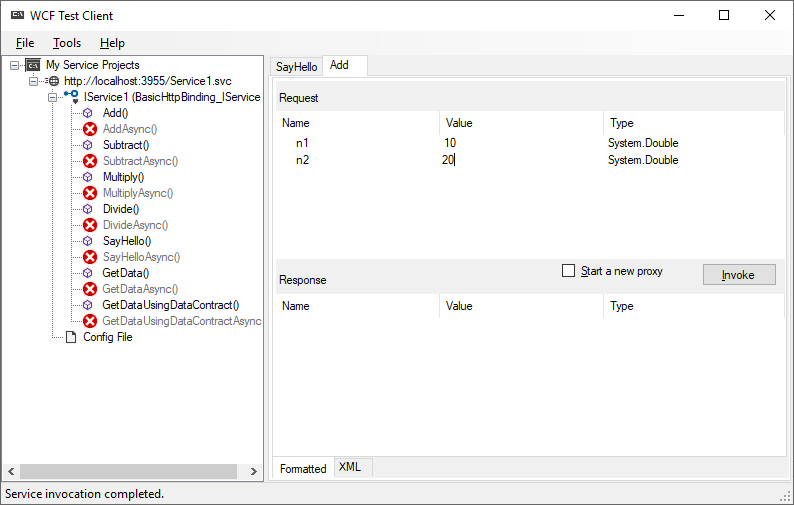 WCF Test Client
File Tools Help
My Service Projects
http://localhost:3955/Service1.svc
IService1 (BasicHttpBinding_IService
Add()
AddAsync()
Subtract()
SubtractAsync()
Multiply()
MultiplyAsync()
Divide()
DivideAsync()
SayHello()
SayHelloAsync()
GetData()
GetDataAsync()
GetDataUsingDataContract()
GetDataUsingDataContractAsync
Config File
SayHello Add
Request
Name Value Type
n1 10 System.Double
n2 20 System.Double
Response
Start a new proxy
Invoke
Name Value Type
Formatted XML
Service invocation completed.